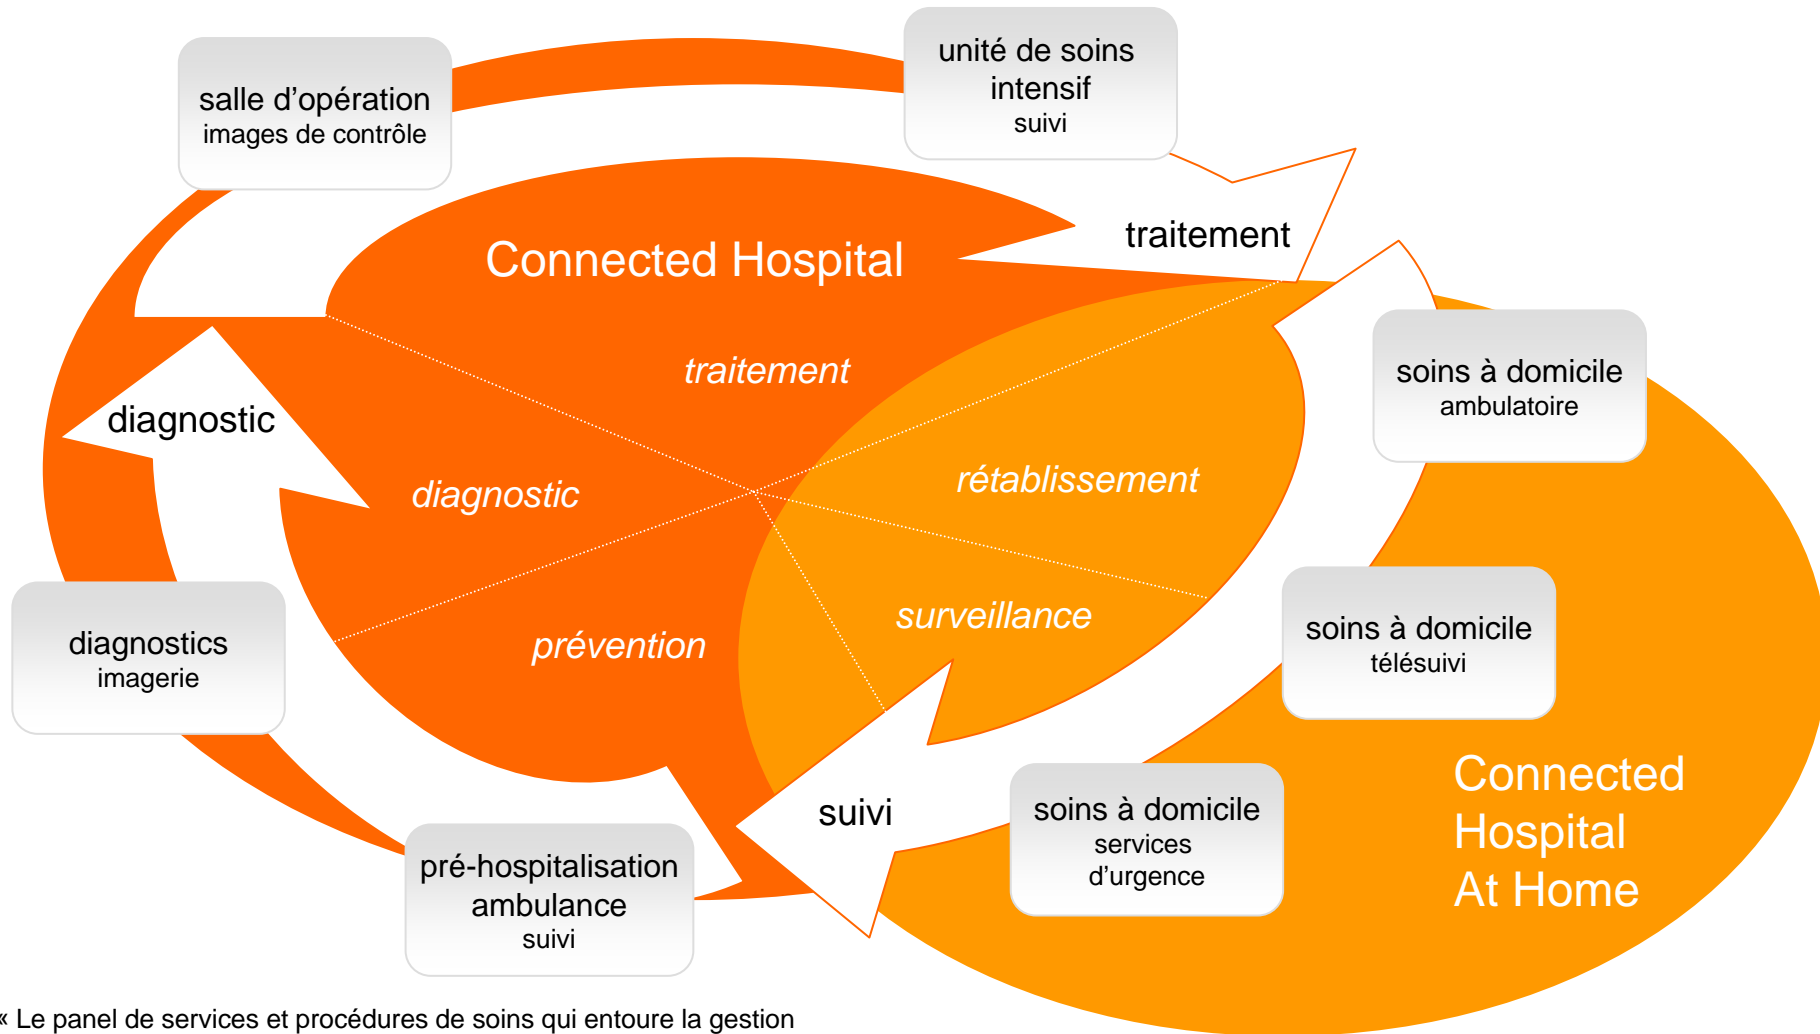 unité de soins
intensif
suivi
salle d’opération
images de contrôle
traitement
Connected Hospital
traitement
soins à domicile
ambulatoire
diagnostic
diagnostic
rétablissement
surveillance
prévention
diagnostics
imagerie
soins à domicile
télésuivi
Connected
Hospital
At Home
suivi
soins à domicile
services
d’urgence
pré-hospitalisation
ambulance
suivi
« Le panel de services et procédures de soins qui entoure la gestion